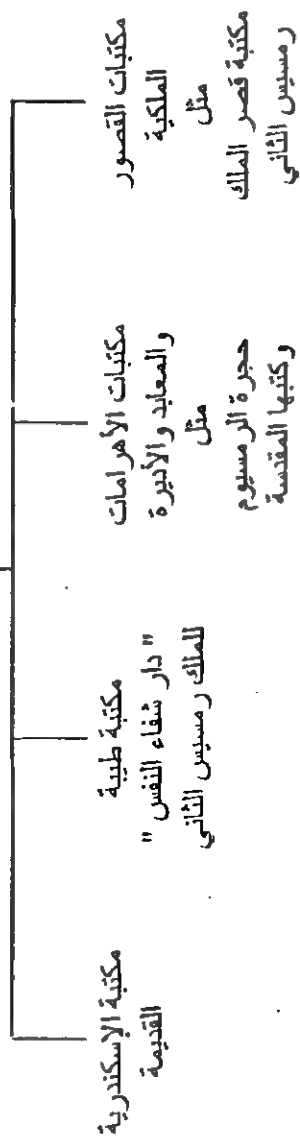 مكتبات القصور
الملكية
مثل
مكتبة قصر الملك
رمسيس الثاني
مكتبات الأهرامات
والمعابد والأديرة
مثل
حجرة الرمسيوم
وكتبها المقدسة
مكتبة طيبة
" دار شفاء النفس "
للملك رمسيس الثاني
مكتبة الإسكندرية
القديمة